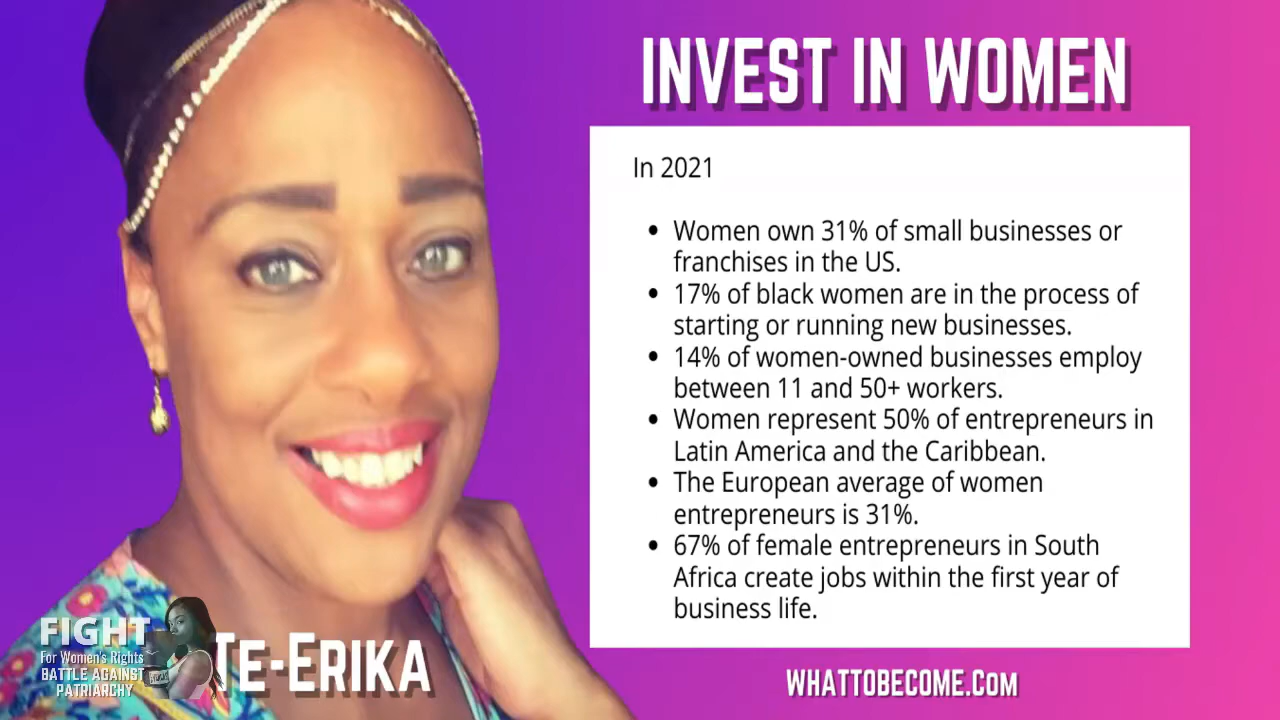 INVEST IN WOMEN
In 2021
• Women own 31% of small businesses or
franchises in the US.
• 17% of black women are in the process of
starting or running new businesses.
• 14% of women-owned businesses employ
between 11 and 50+ workers.
• Women represent 50% of entrepreneurs in
Latin America and the Caribbean.
• The European average of women
entrepreneurs is 31%.
• 67% of female entrepreneurs in South
Africa create jobs within the first year of
business life.
FIGHT
For Women's Rights
BATTLE AGAINST
PATRIARCHY
TE-ERIKA
WHATTOBECOME.COM